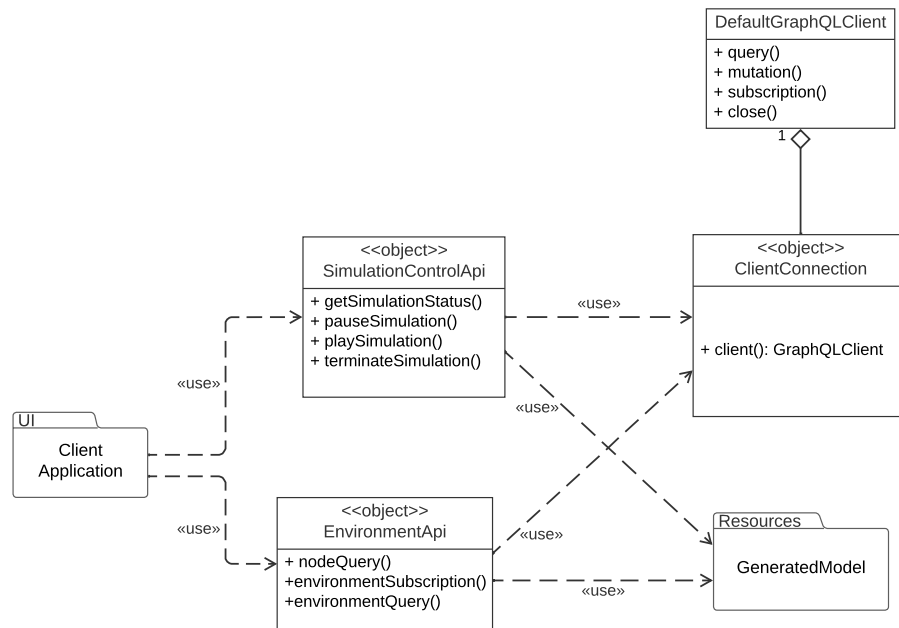 DefaultGraphQLClient
+ query()
+ mutation()
+ subscription()
+ close()
1
<<object>>
SimulationControlApi
+ getSimulationStatus()
+ pauseSimulation()
+ playSimulation()
+ terminateSimulation()
«use»
<<object>>
ClientConnection
+ client(): GraphQLClient
«use»
«use»
UI
Client
Application
«use»
<<object>>
EnvironmentApi
+ nodeQuery()
+environmentSubscription()
+environmentQuery()
«use»
«use»
Resources
GeneratedModel